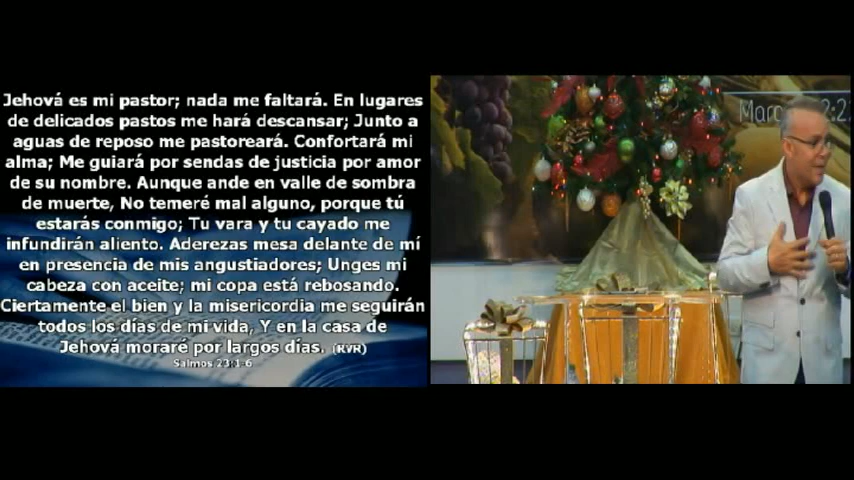 Jehová es mi pastor; nada me faltará. En lugares
de delicados pastos me hará descansar; Junto a
aguas de reposo me pastoreará. Confortará mi
alma; Me guiará por sendas de justicia por amor
de su nombre. Aunque ande en valle de sombra
de muerte, No temeré mal alguno, porque tú
estarás conmigo; Tu vara y tu cayado me
infundirán aliento. Aderezas mesa delante de mí
en presencia de mis angustiadores; Unges mi
cabeza con aceite; mi copa está rebosando.
Ciertamente el bien y la misericordia me seguirán
todos los días de mi vida, Y en la casa de
Jehová moraré por largos días. (RVR)
Salmos 23:1-6